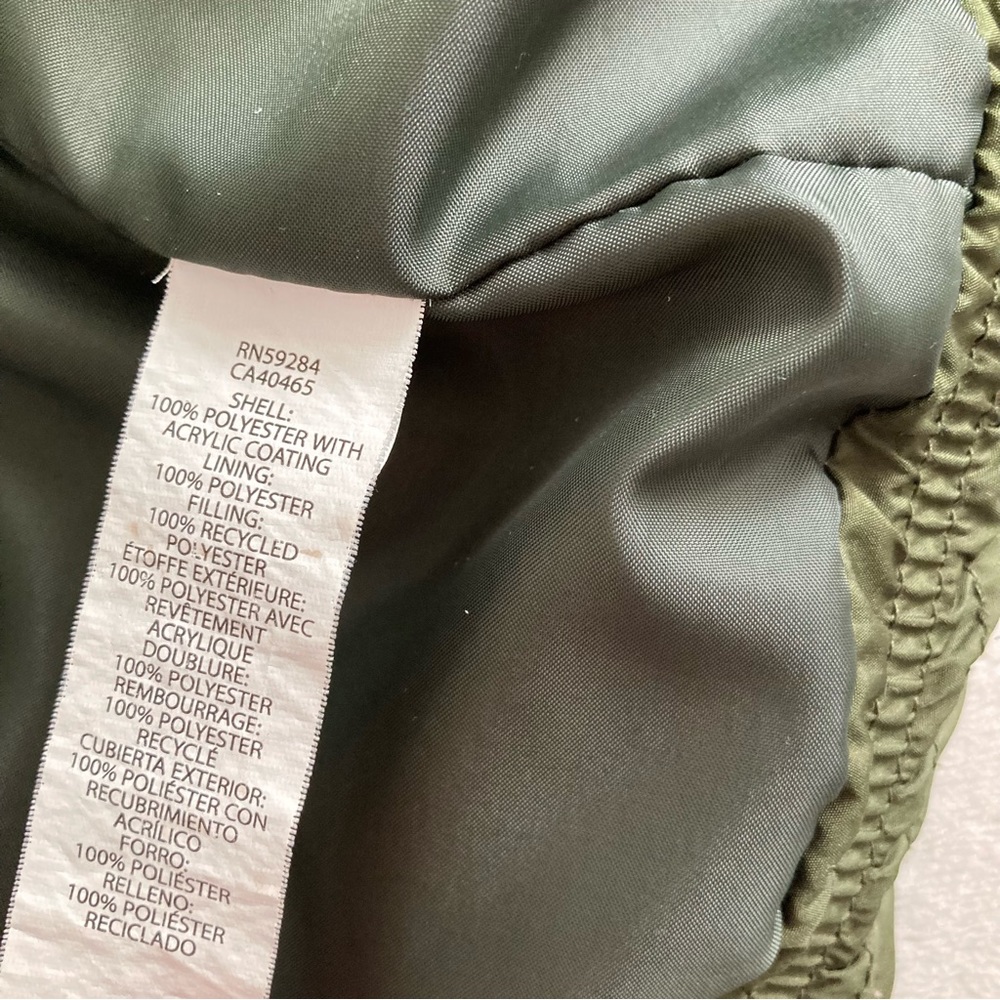 RN59284
CA40465
SHELL:
100% POLYESTER WITH
ACRYLIC COATING
LINING:
100% POLYESTER
FILLING:
100% RECYCLED
POLYESTER
ÉTOFFE EXTÉRIEURE:
100% POLYESTER AVEC
REVÊTEMENT
ACRYLIQUE
DOUBLURE:
100% POLYESTER
REMBOURRAGE:
100% POLYESTER
RECYCLÉ
CUBIERTA EXTERIOR:
100% POLIÉSTER CON
RECUBRIMIENTO
ACRÍLICO
FORRO:
100% POLIÉSTER
RELLENO:
100% POLIÉSTER
RECICLADO